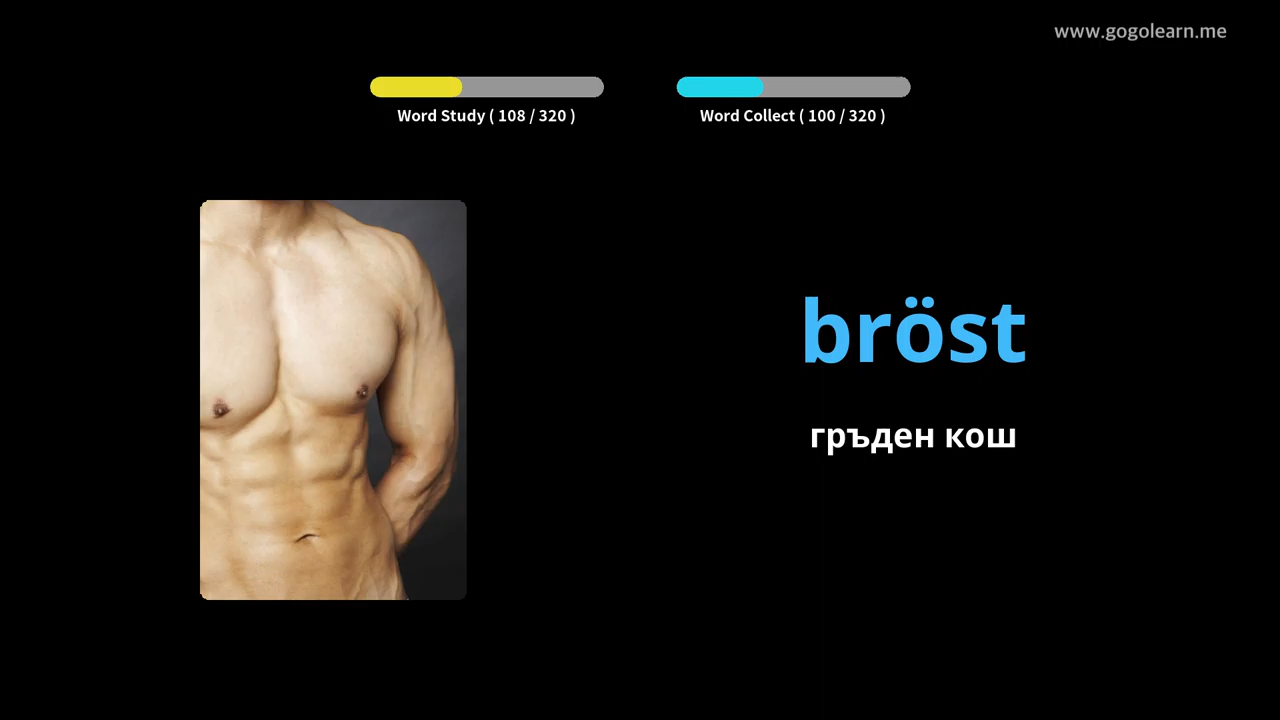 www.gogolearn.me
Word Study ( 108 / 320 )
Word Collect ( 100 / 320 )
bröst
гръден кош